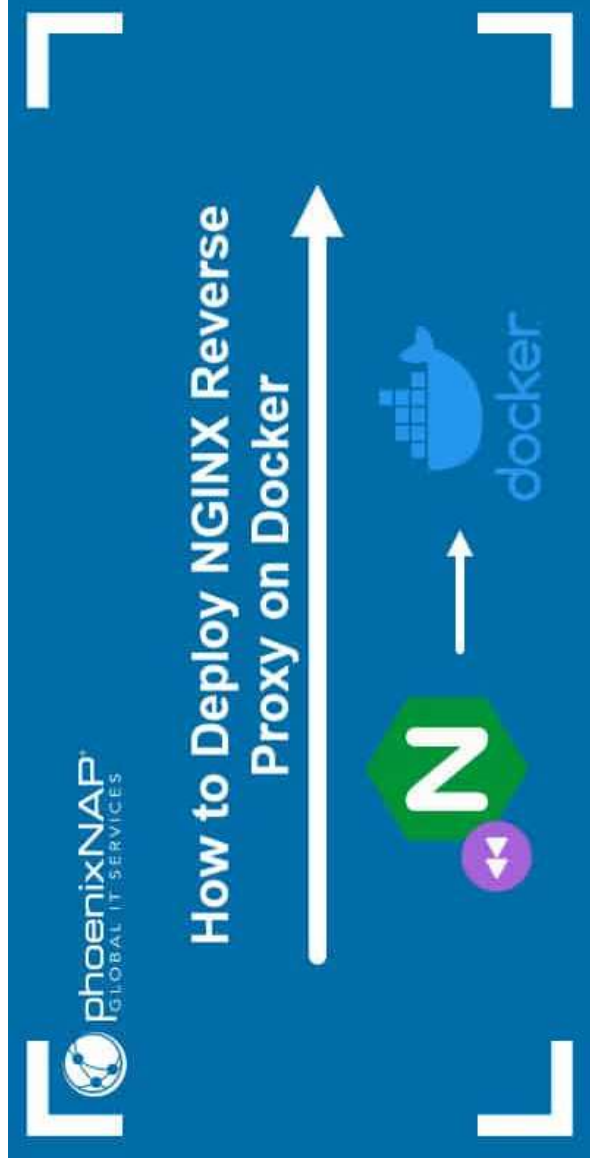 phoenixNAP®
GLOBAL IT SERVICES
How to Deploy NGINX Reverse
Proxy on Docker
N
docker